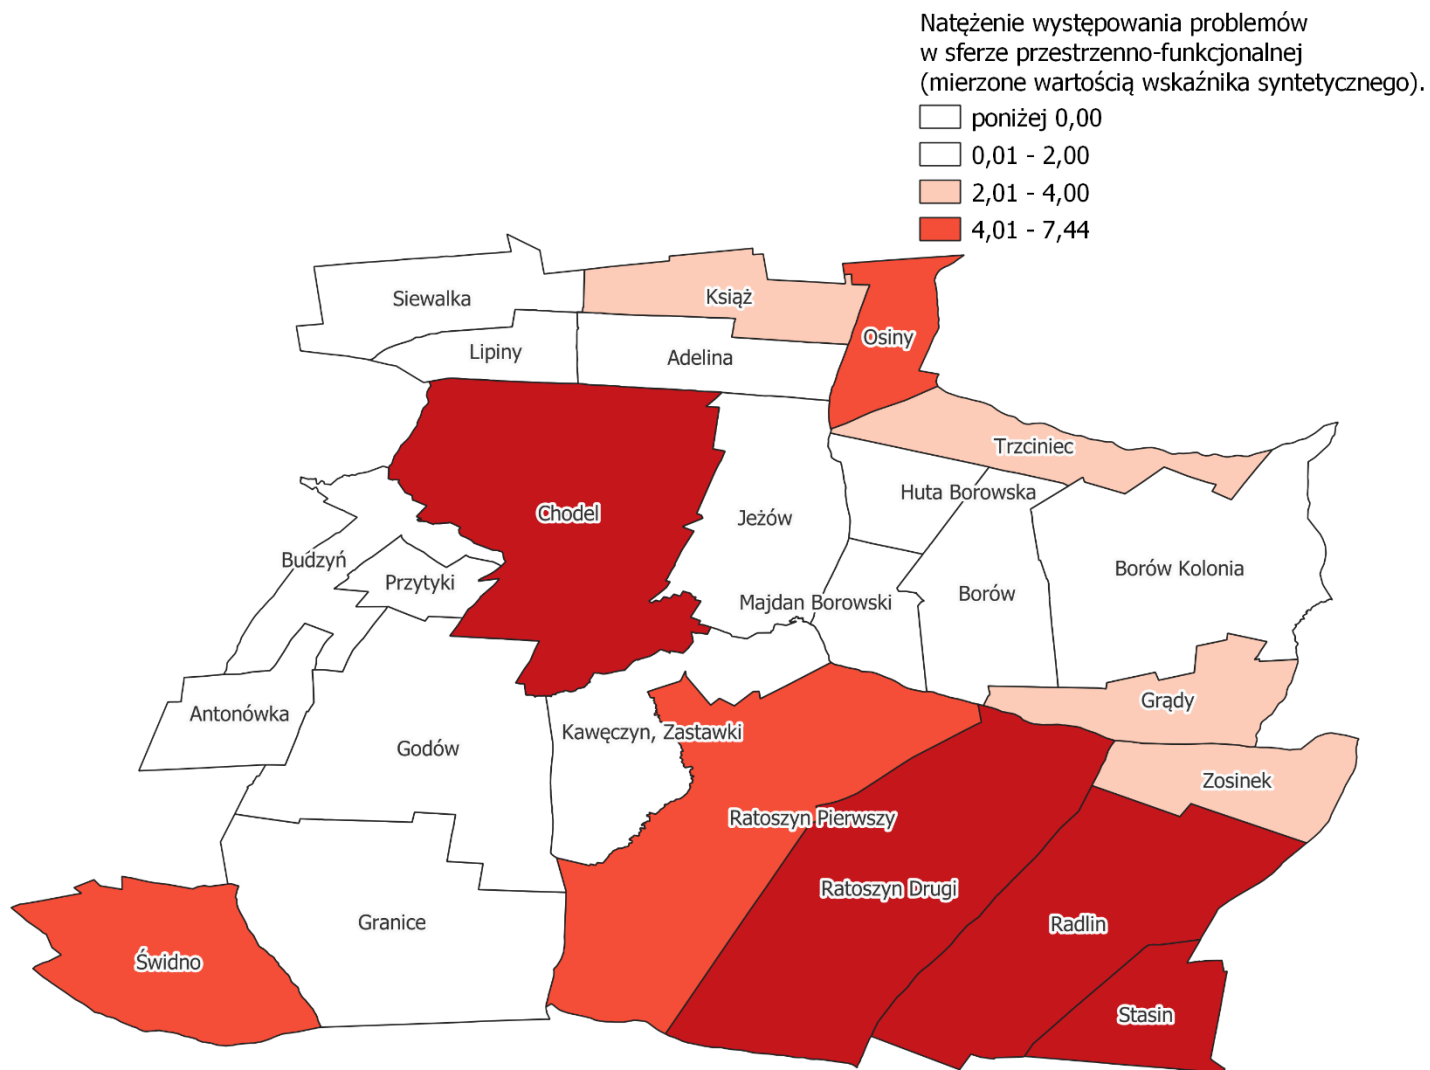 Natężenie występowania problemów
w sferze przestrzenno-funkcjonalnej
(mierzone wartością wskaźnika syntetycznego).
poniżej 0,00
0,01 - 2,00
2,01 - 4,00
4,01 - 7,44
Siewalka
Książ
Osiny
Lipiny
Adelina
Trzciniec
Huta Borowska
Chodel
Jeżów
Budzyń
Przytyki
Borów Kolonia
Borów
Majdan Borowski
Grądy
Antonówka
Kawęczyn, Zastawki
Godów
Zosinek
Ratoszyn Pierwszy
Ratoszyn Drugi
Granice
Radlin
Świdno
Stasin